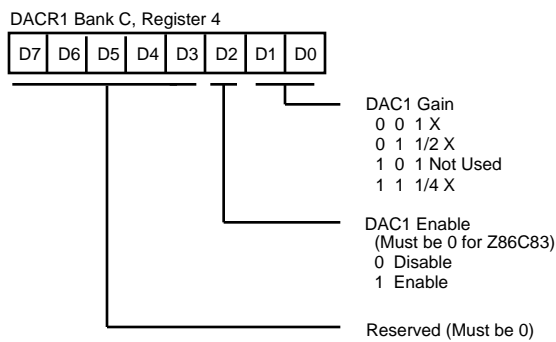 DACR1 Bank C, Register 4
D7 D6 D5 D4 D3 D2 D1 D0
DAC1 Gain
0 0 1 X
0 1 1/2 X
1 0 1 Not Used
1 1 1/4 X
DAC1 Enable
(Must be 0 for Z86C83)
0 Disable
1 Enable
Reserved (Must be 0)